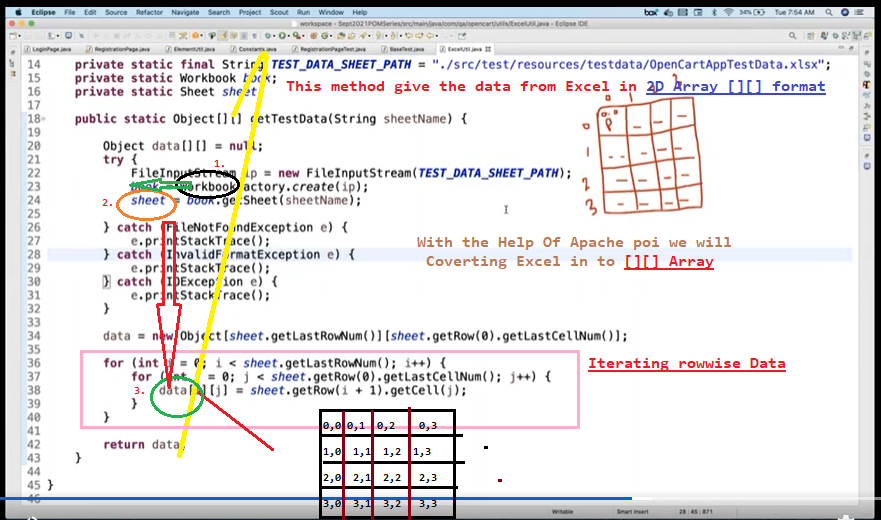 Eclipse File Edit Source Refactor Navigate Search Project Scout Run Window Help box 34% Tue 7:54 AM
workspace - Sept2021POMSeries/src/main/java/com/qa/opencart/utils/ExcelUtil.java - Eclipse IDE
LoginPage.java RegistrationPage.java ElementUtil.java Constants.java RegistrationPageTest.java BaseTest.java ExcelUtil.java
14 private static final String TEST_DATA_SHEET_PATH = "./src/test/resources/testdata/OpenCartAppTestData.xlsx";
15 private static Workbook book;
This method give the data from Excel in 2D Array [][] format
16 private static Sheet sheet
17
18 public static Object[][] getTestData(String sheetName) {
19
20 Object data[][] = null;
21 try {
1.
22 FileInputStream ip = new FileInputStream(TEST_DATA_SHEET_PATH);
23 book = WorkbookFactory.create(ip);
2.
24 sheet = book.getSheet(sheetName);
25
26 } catch (FileNotFoundException e) {
27 e.printStackTrace();
28 } catch (InvalidFormatException e) {
29 e.printStackTrace();
30 } catch (IOException e) {
31 e.printStackTrace();
32 }
33
34 data = new Object[sheet.getLastRowNum()][sheet.getRow(0).getLastCellNum()];
35
36 for (int i = 0; i < sheet.getLastRowNum(); i++) {
37 for (int j = 0; j < sheet.getRow(0).getLastCellNum(); j++) {
3.
38 data[i][j] = sheet.getRow(i + 1).getCell(j);
39 }
40 }
41
42 return data;
43 }
44
45 }
46
0 1 2
0
1
2
3
With the Help Of Apache poi we will
Coverting Excel in to [][] Array
Iterating rowwise Data
0,0 0,1 0,2 0,3
1,0 1,1 1,2 1,3
2,0 2,1 2,2 2,3
3,0 3,1 3,2 3,3
Writable Smart Insert 28 : 45 : 871